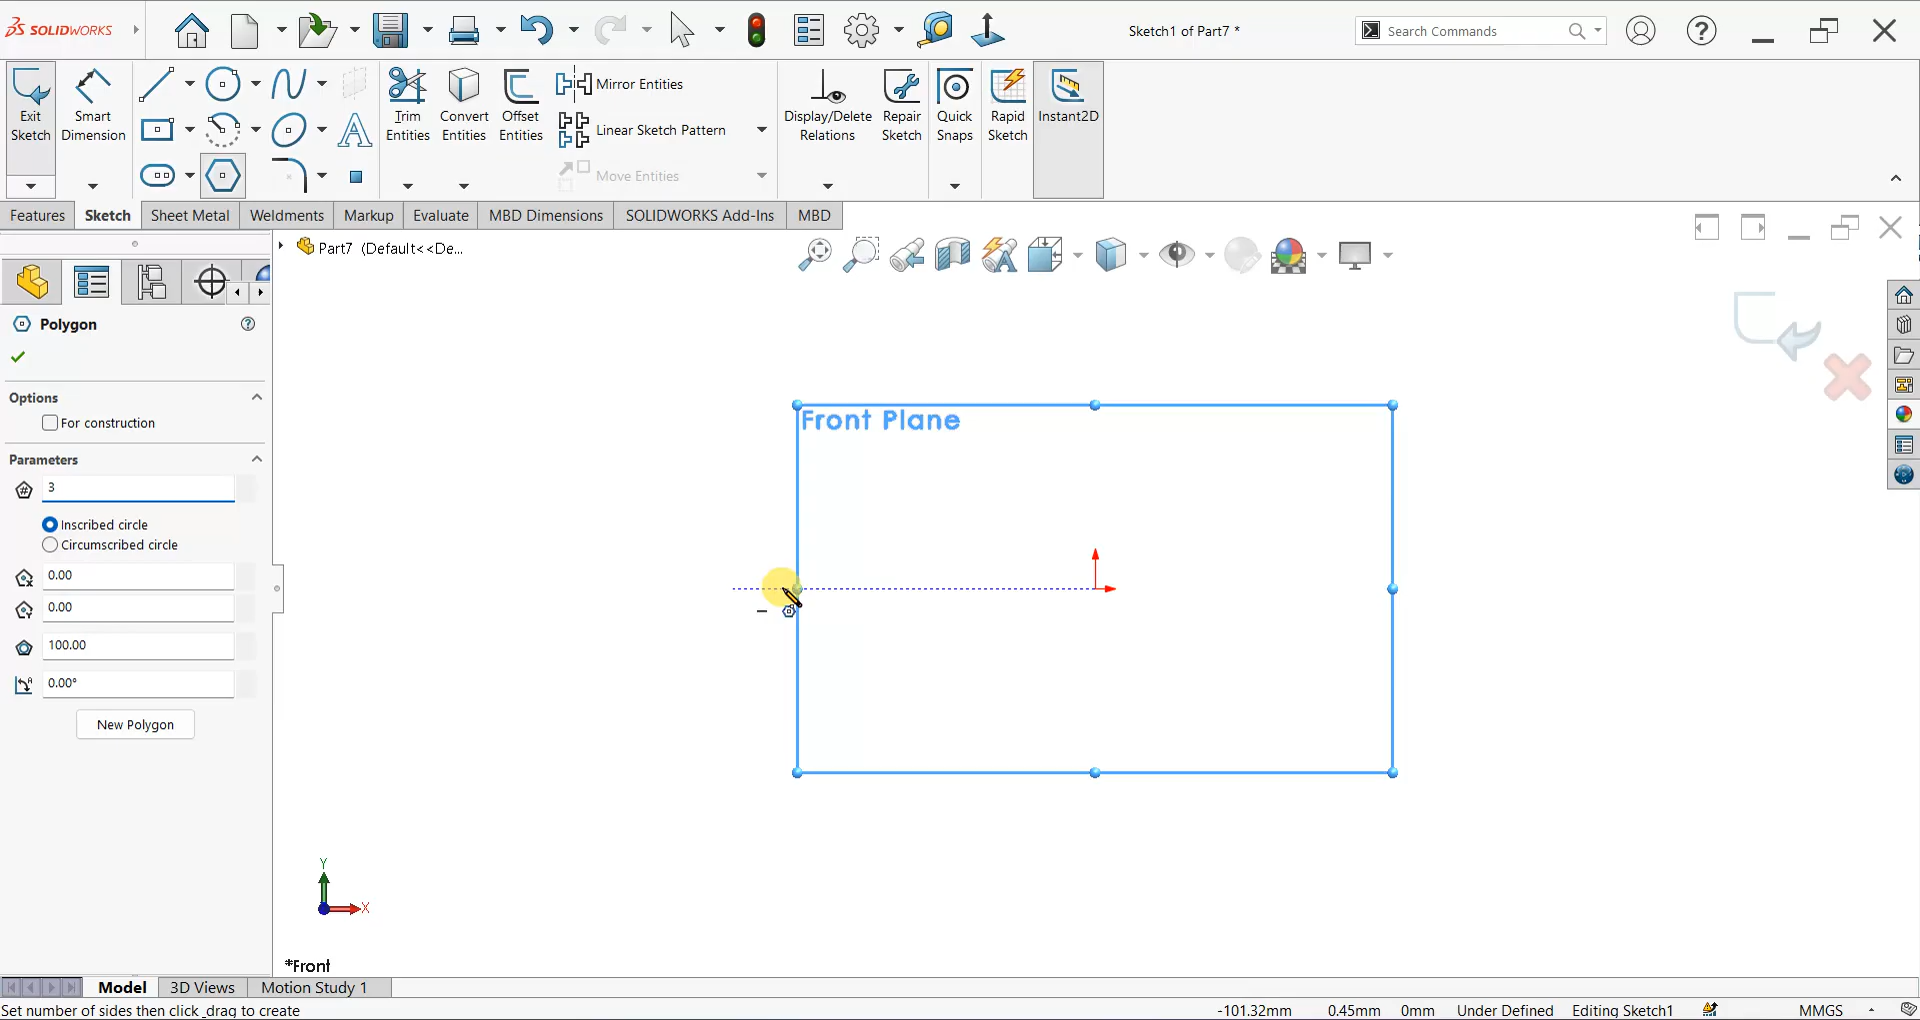 SOLIDWORKS
Sketch1 of Part7 *
Search Commands
Exit Sketch
Smart Dimension
Trim Entities
Convert Entities
Offset Entities
Mirror Entities
Linear Sketch Pattern
Move Entities
Display/Delete Relations
Repair Sketch
Quick Snaps
Rapid Sketch
Instant2D
Features
Sketch
Sheet Metal
Weldments
Markup
Evaluate
MBD Dimensions
SOLIDWORKS Add-Ins
MBD
Part7 (Default<<De...
Polygon
Options
For construction
Parameters
3
Inscribed circle
Circumscribed circle
0.00
0.00
100.00
0.00°
New Polygon
Front Plane
Y
X
*Front
Model
3D Views
Motion Study 1
Set number of sides then click _drag to create
-101.32mm
0.45mm
0mm
Under Defined
Editing Sketch1
MMGS